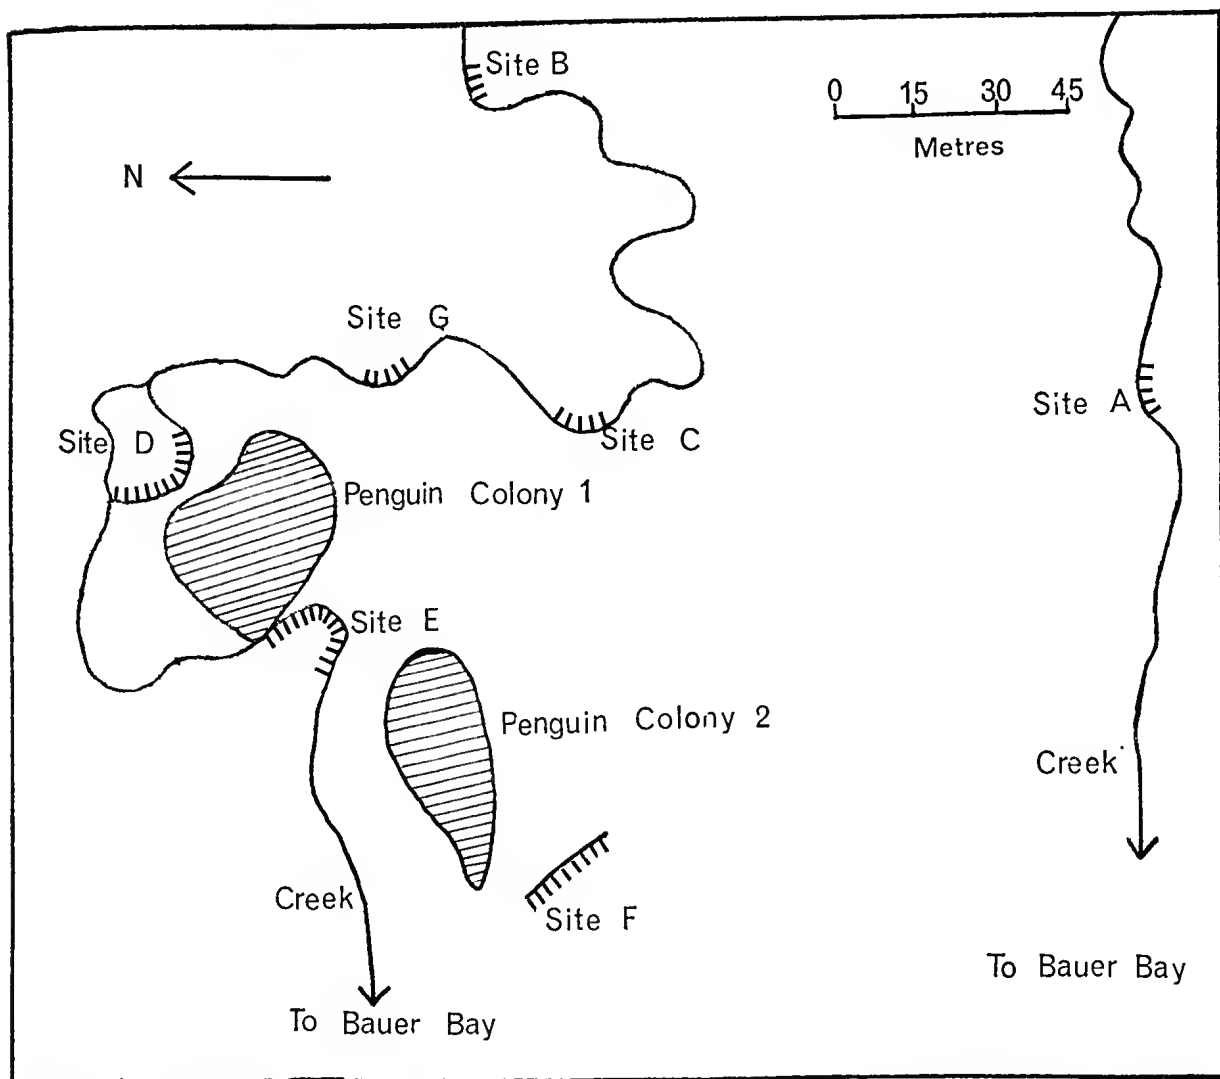 Site B
0 15 30 45
Metres
N
Site G
Site A
Site C
Site D
Penguin Colony 1
Site E
Penguin Colony 2
Creek
Creek
Site F
To Bauer Bay
To Bauer Bay